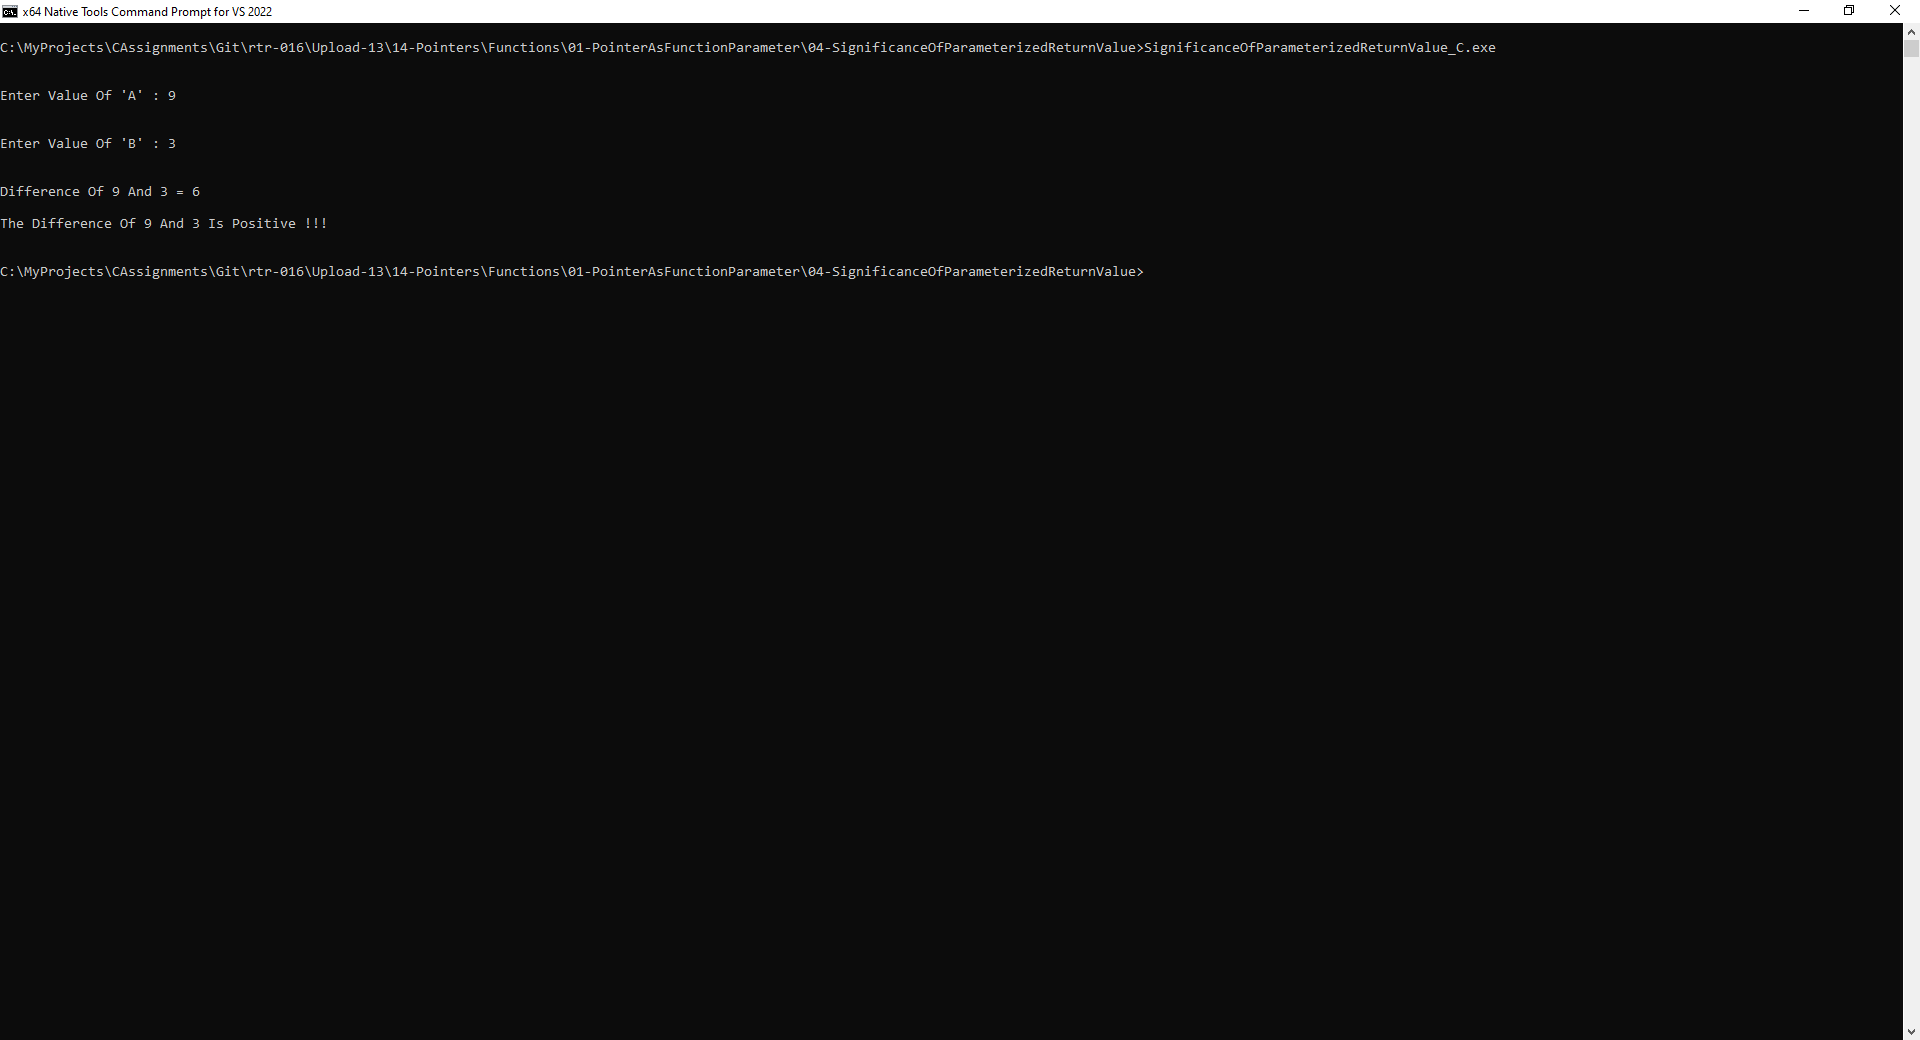 x64 Native Tools Command Prompt for VS 2022
C:\MyProjects\CAssignments\Git\rtr-016\Upload-13\14-Pointers\Functions\01-PointerAsFunctionParameter\04-SignificanceOfParameterizedReturnValue>SignificanceOfParameterizedReturnValue_C.exe
Enter Value Of 'A' : 9
Enter Value Of 'B' : 3
Difference Of 9 And 3 = 6
The Difference Of 9 And 3 Is Positive !!!
C:\MyProjects\CAssignments\Git\rtr-016\Upload-13\14-Pointers\Functions\01-PointerAsFunctionParameter\04-SignificanceOfParameterizedReturnValue>